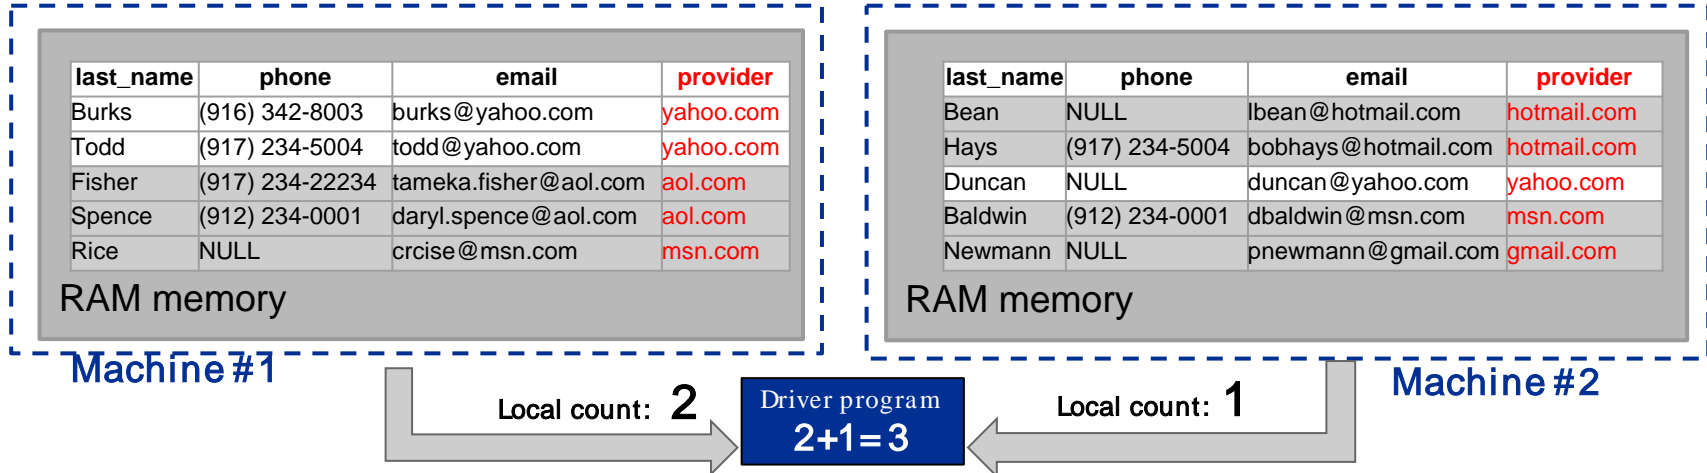 last_name phone email provider
Burks (916) 342-8003 burks@yahoo.com yahoo.com
Todd (917) 234-5004 todd@yahoo.com yahoo.com
Fisher (917) 234-22234 tameka.fisher@aol.com aol.com
Spence (912) 234-0001 daryl.spence@aol.com aol.com
Rice NULL crcise@msn.com msn.com
RAM memory
Machine #1
last_name phone email provider
Bean NULL lbean@hotmail.com hotmail.com
Hays (917) 234-5004 bobhays@hotmail.com hotmail.com
Duncan NULL duncan@yahoo.com yahoo.com
Baldwin (912) 234-0001 dbaldwin@msn.com msn.com
Newmann NULL pnewmann@gmail.com gmail.com
RAM memory
Machine #2
Local count: 2
Driver program
2+1=3
Local count: 1